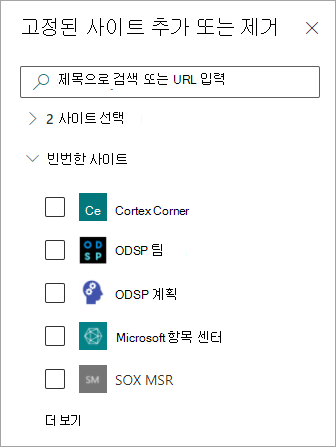 고정된 사이트 추가 또는 제거
제목으로 검색 또는 URL 입력
2 사이트 선택
빈번한 사이트
Ce Cortex Corner
OD SP ODSP 팀
ODSP 계획
Microsoft 항목 센터
SM SOX MSR
더 보기